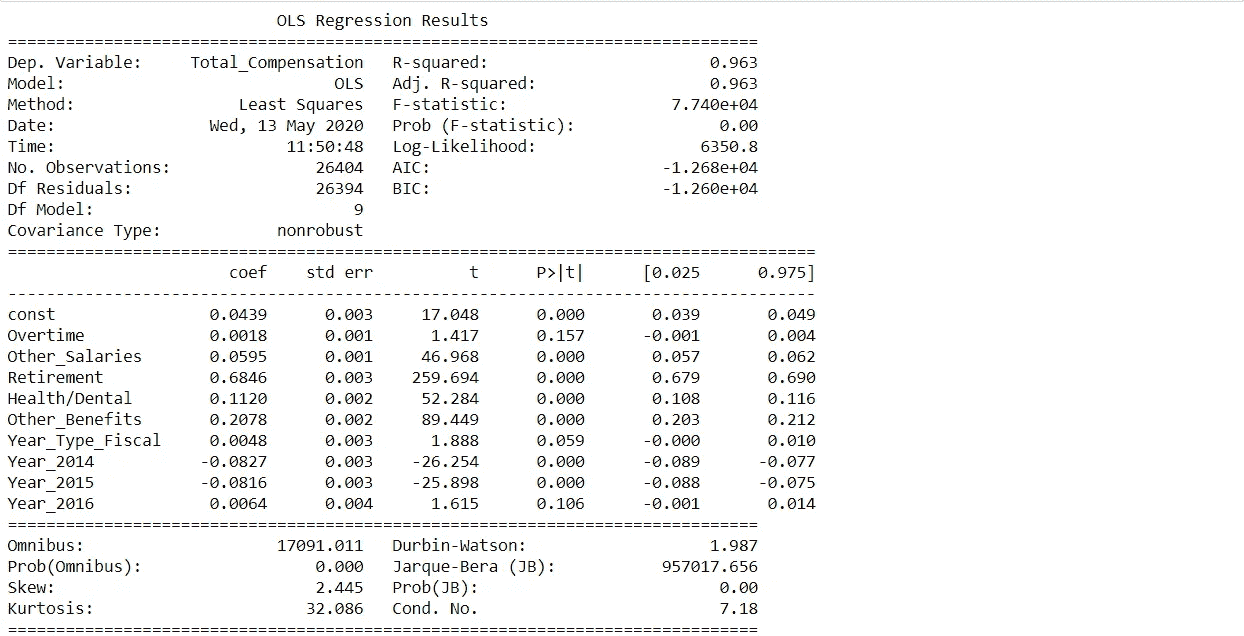 OLS Regression Results
==============================================================================
Dep. Variable:     Total_Compensation   R-squared:                       0.963
Model:                            OLS   Adj. R-squared:                  0.963
Method:                 Least Squares   F-statistic:                 7.740e+04
Date:                Wed, 13 May 2020   Prob (F-statistic):               0.00
Time:                        11:50:48   Log-Likelihood:                 6350.8
No. Observations:               26404   AIC:                        -1.268e+04
Df Residuals:                   26394   BIC:                        -1.260e+04
Df Model:                           9
Covariance Type:            nonrobust
====================================================================================
                       coef    std err          t      P>|t|      [0.025      0.975]
------------------------------------------------------------------------------------
const                0.0439      0.003     17.048      0.000       0.039       0.049
Overtime             0.0018      0.001      1.417      0.157      -0.001       0.004
Other_Salaries       0.0595      0.001     46.968      0.000       0.057       0.062
Retirement           0.6846      0.003    259.694      0.000       0.679       0.690
Health/Dental        0.1120      0.002     52.284      0.000       0.108       0.116
Other_Benefits       0.2078      0.002     89.449      0.000       0.203       0.212
Year_Type_Fiscal     0.0048      0.003      1.888      0.059      -0.000       0.010
Year_2014           -0.0827      0.003    -26.254      0.000      -0.089      -0.077
Year_2015           -0.0816      0.003    -25.898      0.000      -0.088      -0.075
Year_2016            0.0064      0.004      1.615      0.106      -0.001       0.014
==============================================================================
Omnibus:                    17091.011   Durbin-Watson:                   1.987
Prob(Omnibus):                  0.000   Jarque-Bera (JB):           957017.656
Skew:                           2.445   Prob(JB):                         0.00
Kurtosis:                      32.086   Cond. No.                         7.18
==============================================================================